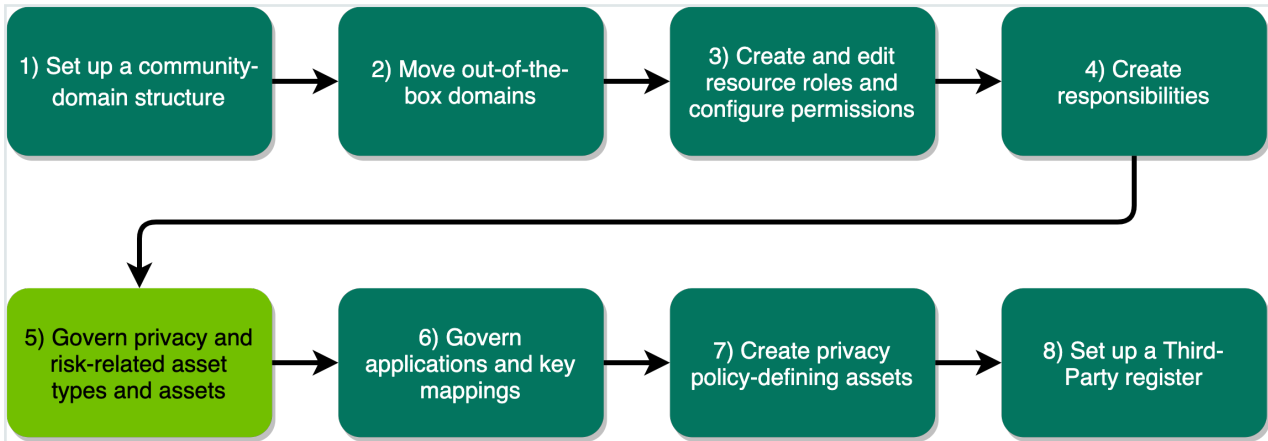 1) Set up a community-
domain structure
2) Move out-of-the-
box domains
3) Create and edit
resource roles and
configure permissions
4) Create
responsibilities
5) Govern privacy and
risk-related asset
types and assets
6) Govern
applications and key
mappings
7) Create privacy
policy-defining assets
8) Set up a Third-
Party register